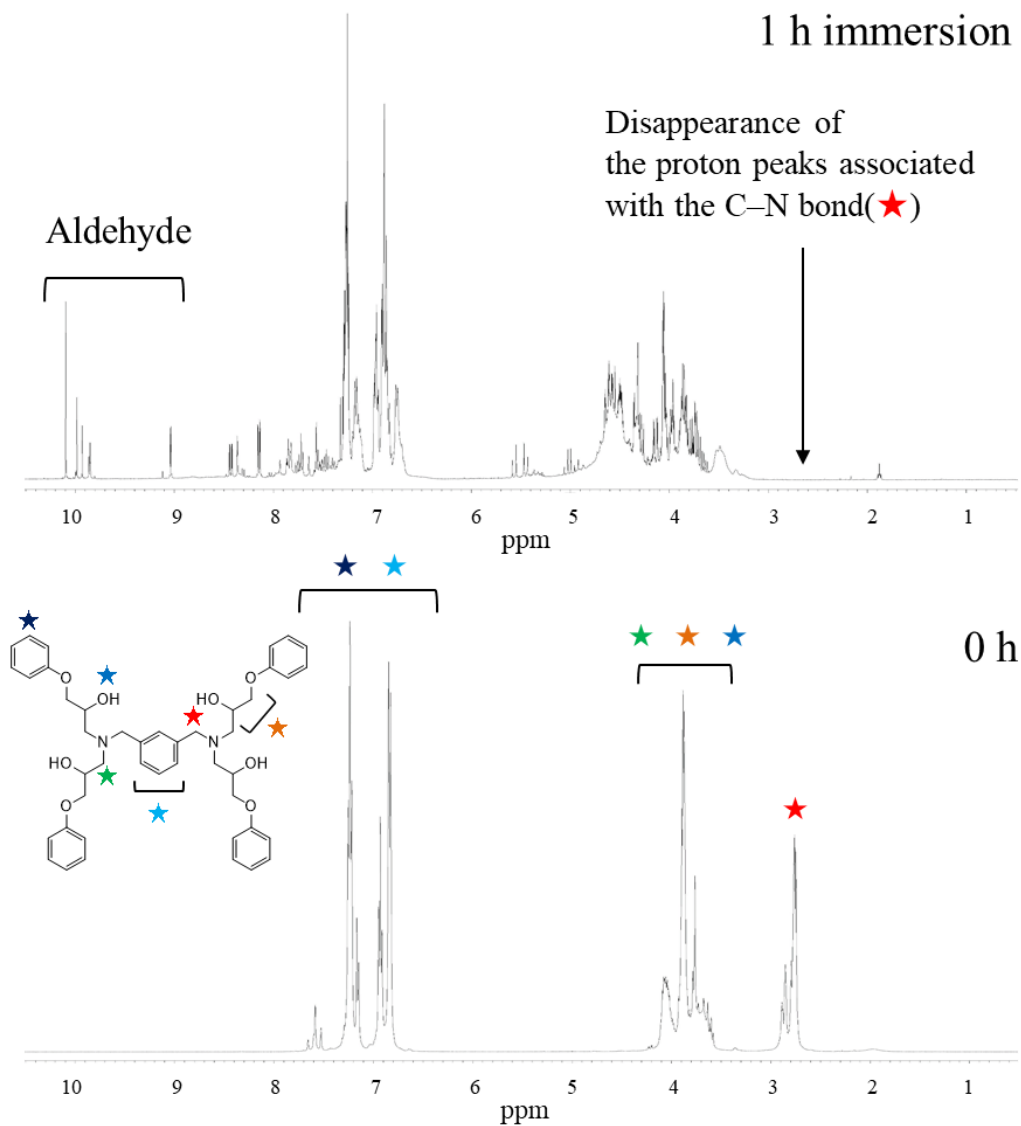 1 h immersion
Disappearance of
the proton peaks associated
with the C–N bond(★)
Aldehyde
10 9 8 7 6 5 4 3 2 1
ppm
0 h
O
OH
HO
O
N
N
HO
OH
O
O
10 9 8 7 6 5 4 3 2 1
ppm